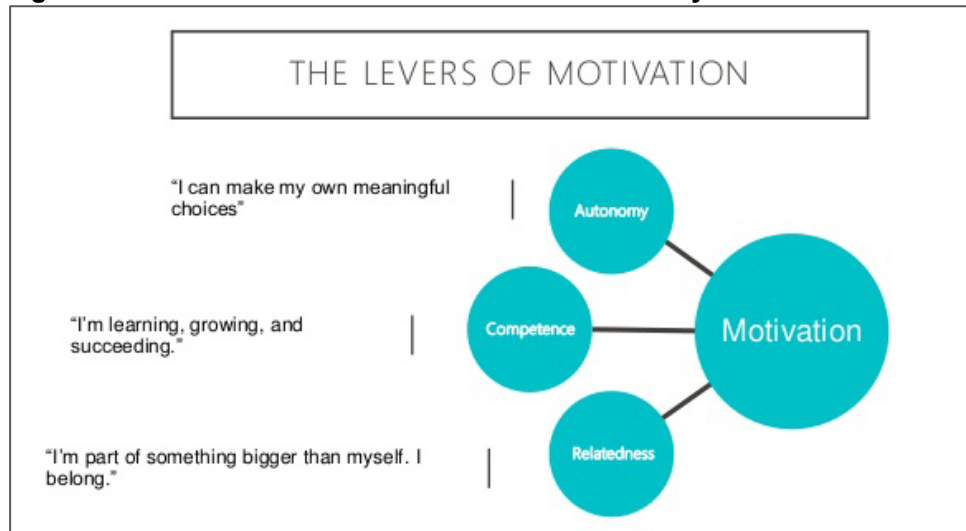 THE LEVERS OF MOTIVATION
“I can make my own meaningful
choices”
Autonomy
“I’m learning, growing, and
succeeding.”
Competence
Motivation
“I’m part of something bigger than myself. I
belong.”
Relatedness